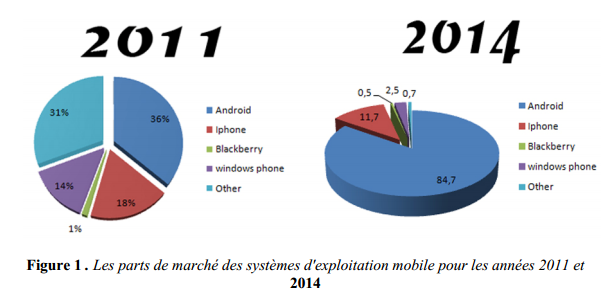 2011
2014
31%
36%
14%
18%
1%
Android
Iphone
Blackberry
windows phone
Other
0,5
2,5
0,7
11,7
84,7
Android
Iphone
Blackberry
windows phone
Other
Figure 1 . Les parts de marché des systèmes d'exploitation mobile pour les années 2011 et
2014